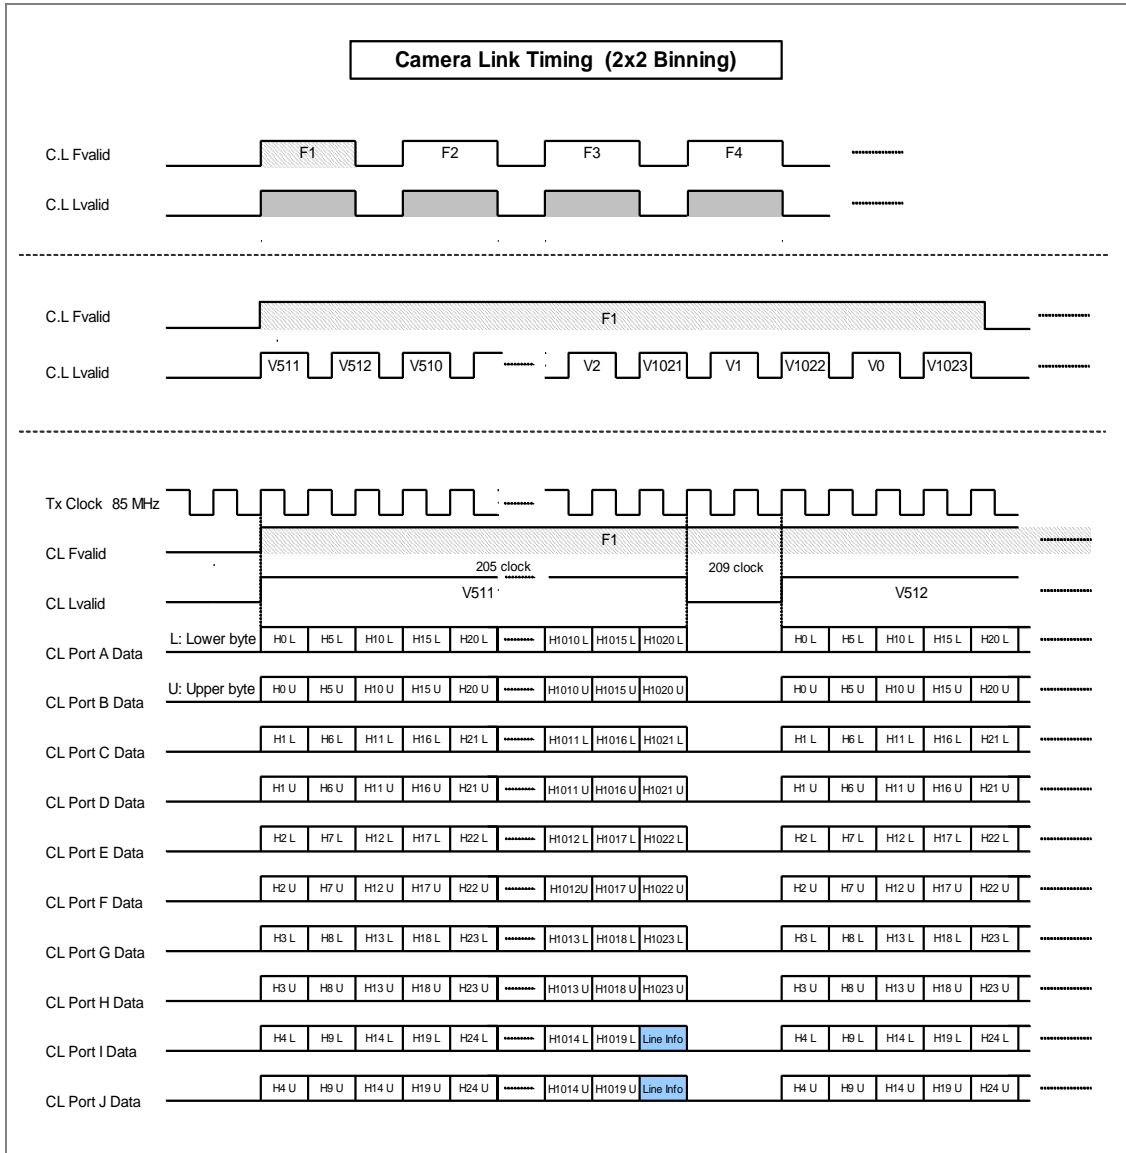 Camera Link Timing (2x2 Binning)
C.L Fvalid F1 F2 F3 F4
C.L Lvalid
C.L Fvalid F1
C.L Lvalid V511 V512 V510 V2 V1021 V1 V1022 V0 V1023
Tx Clock 85 MHz
CL Fvalid F1
205 clock 209 clock
CL Lvalid V511 V512
L: Lower byte H0 L H5 L H10 L H15 L H20 L H1010 L H1015 L H1020 L H0 L H5 L H10 L H15 L H20 L
CL Port A Data
U: Upper byte H0 U H5 U H10 U H15 U H20 U H1010 U H1015 U H1020 U H0 U H5 U H10 U H15 U H20 U
CL Port B Data
H1 L H6 L H11 L H16 L H21 L H1011 L H1016 L H1021 L H1 L H6 L H11 L H16 L H21 L
CL Port C Data
H1 U H6 U H11 U H16 U H21 U H1011 U H1016 U H1021 U H1 U H6 U H11 U H16 U H21 U
CL Port D Data
H2 L H7 L H12 L H17 L H22 L H1012 L H1017 L H1022 L H2 L H7 L H12 L H17 L H22 L
CL Port E Data
H2 U H7 U H12 U H17 U H22 U H1012U H1017 U H1022 U H2 U H7 U H12 U H17 U H22 U
CL Port F Data
H3 L H8 L H13 L H18 L H23 L H1013 L H1018 L H1023 L H3 L H8 L H13 L H18 L H23 L
CL Port G Data
H3 U H8 U H13 U H18 U H23 U H1013 U H1018 U H1023 U H3 U H8 U H13 U H18 U H23 U
CL Port H Data
H4 L H9 L H14 L H19 L H24 L H1014 L H1019 L Line Info H4 L H9 L H14 L H19 L H24 L
CL Port I Data
H4 U H9 U H14 U H19 U H24 U H1014 U H1019 U Line Info H4 U H9 U H14 U H19 U H24 U
CL Port J Data